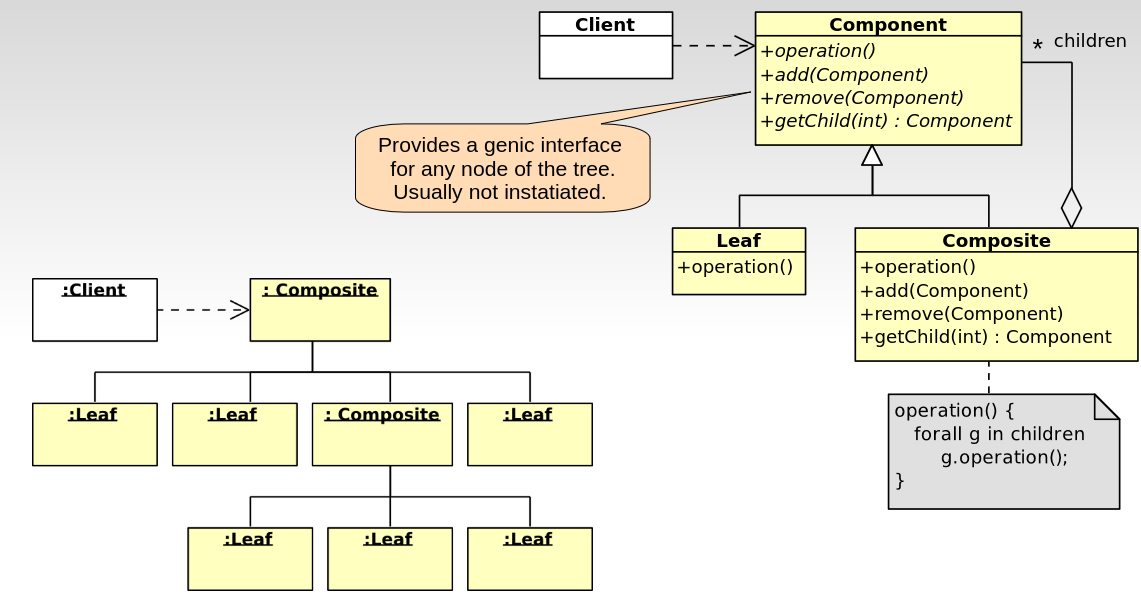 Client
Component
+operation()
+add(Component)
+remove(Component)
+getChild(int) : Component
* children
Provides a genic interface
for any node of the tree.
Usually not instatiated.
Leaf
+operation()
Composite
+operation()
+add(Component)
+remove(Component)
+getChild(int) : Component
operation() {
forall g in children
g.operation();
}
:Client
: Composite
:Leaf
:Leaf
: Composite
:Leaf
:Leaf
:Leaf
:Leaf